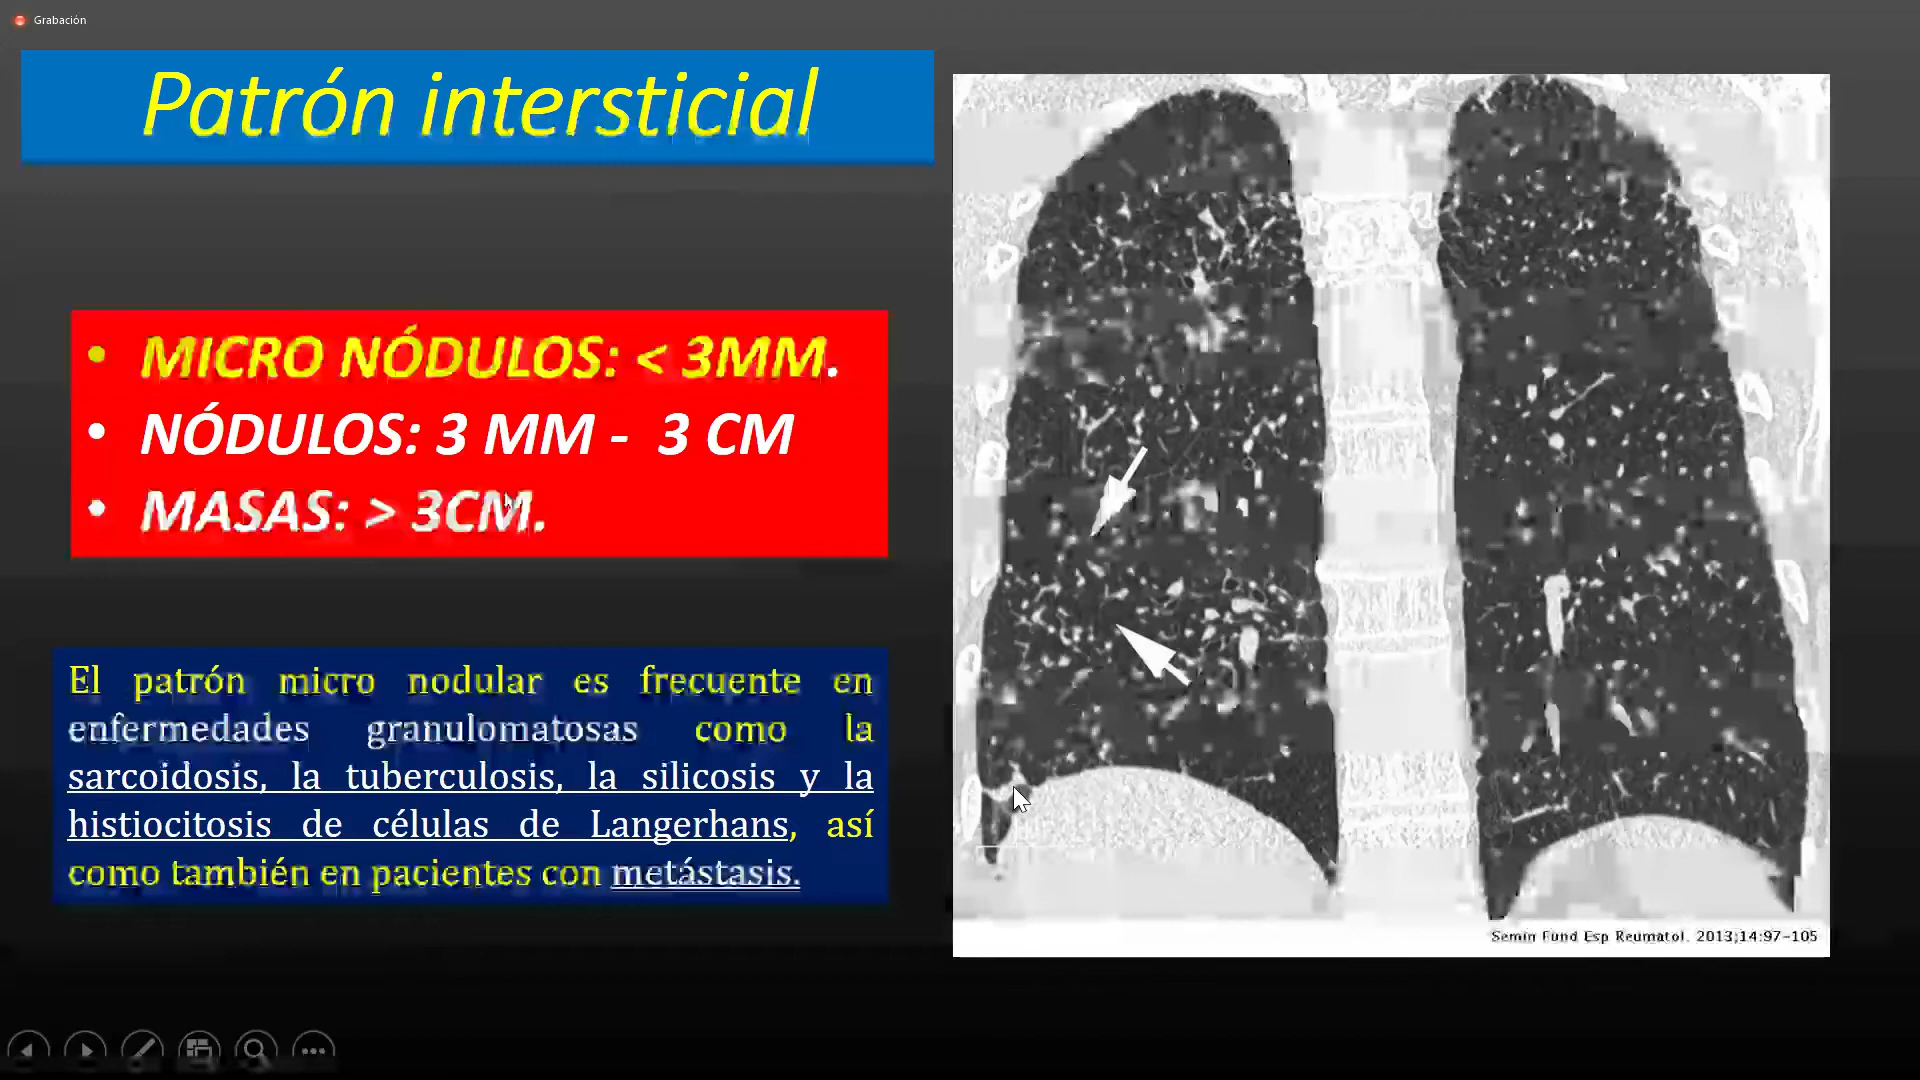 Grabación
Patrón intersticial
• MICRO NÓDULOS: < 3MM.
• NÓDULOS: 3 MM - 3 CM
• MASAS: > 3CM.
El patrón micro nodular es frecuente en
enfermedades granulomatosas como la
sarcoidosis, la tuberculosis, la silicosis y la
histiocitosis de células de Langerhans, así
como también en pacientes con metástasis.
Semin Fund Esp Reumatol. 2013;14:97-105